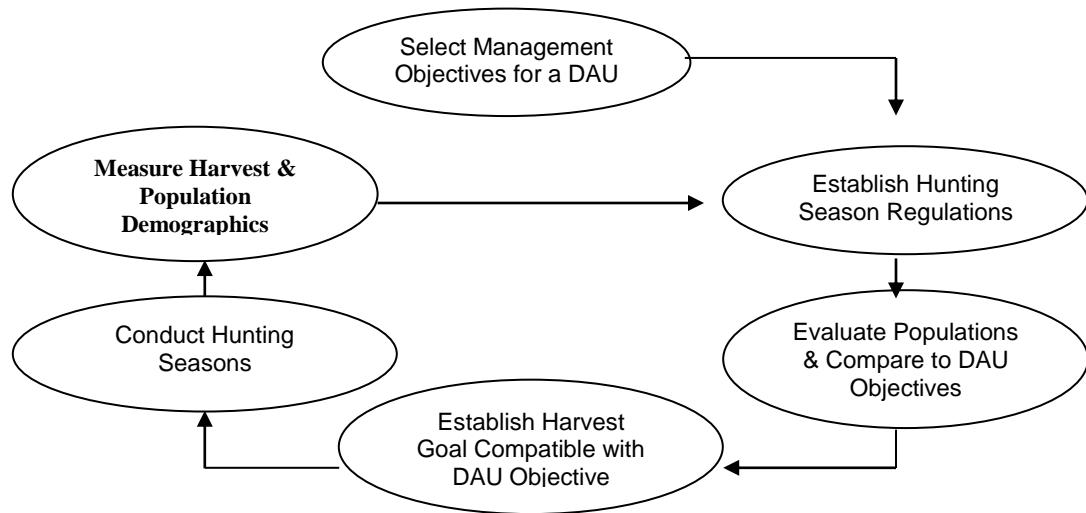 Select Management
Objectives for a DAU
Measure Harvest &
Population
Demographics
Establish Hunting
Season Regulations
Conduct Hunting
Seasons
Evaluate Populations
& Compare to DAU
Objectives
Establish Harvest
Goal Compatible with
DAU Objective